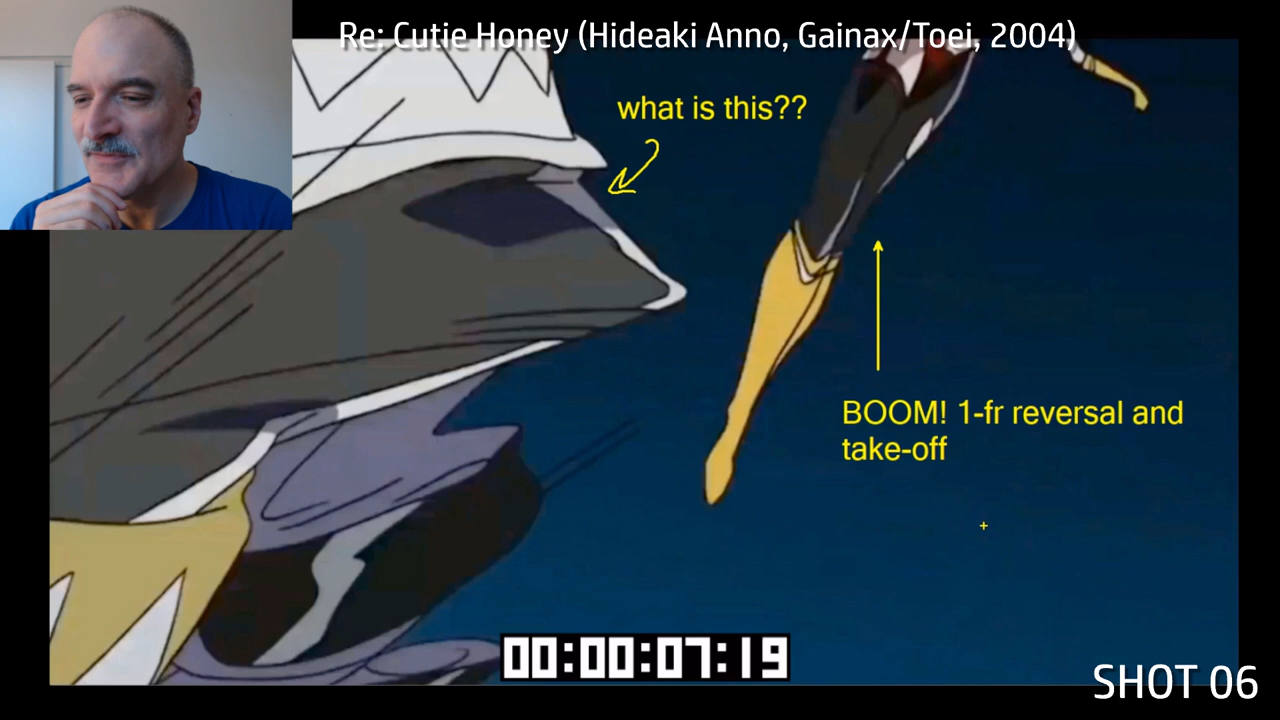 Re: Cutie Honey (Hideaki Anno, Gainax/Toei, 2004)
what is this??
BOOM! 1-fr reversal and
take-off
00:00:07:19
SHOT 06